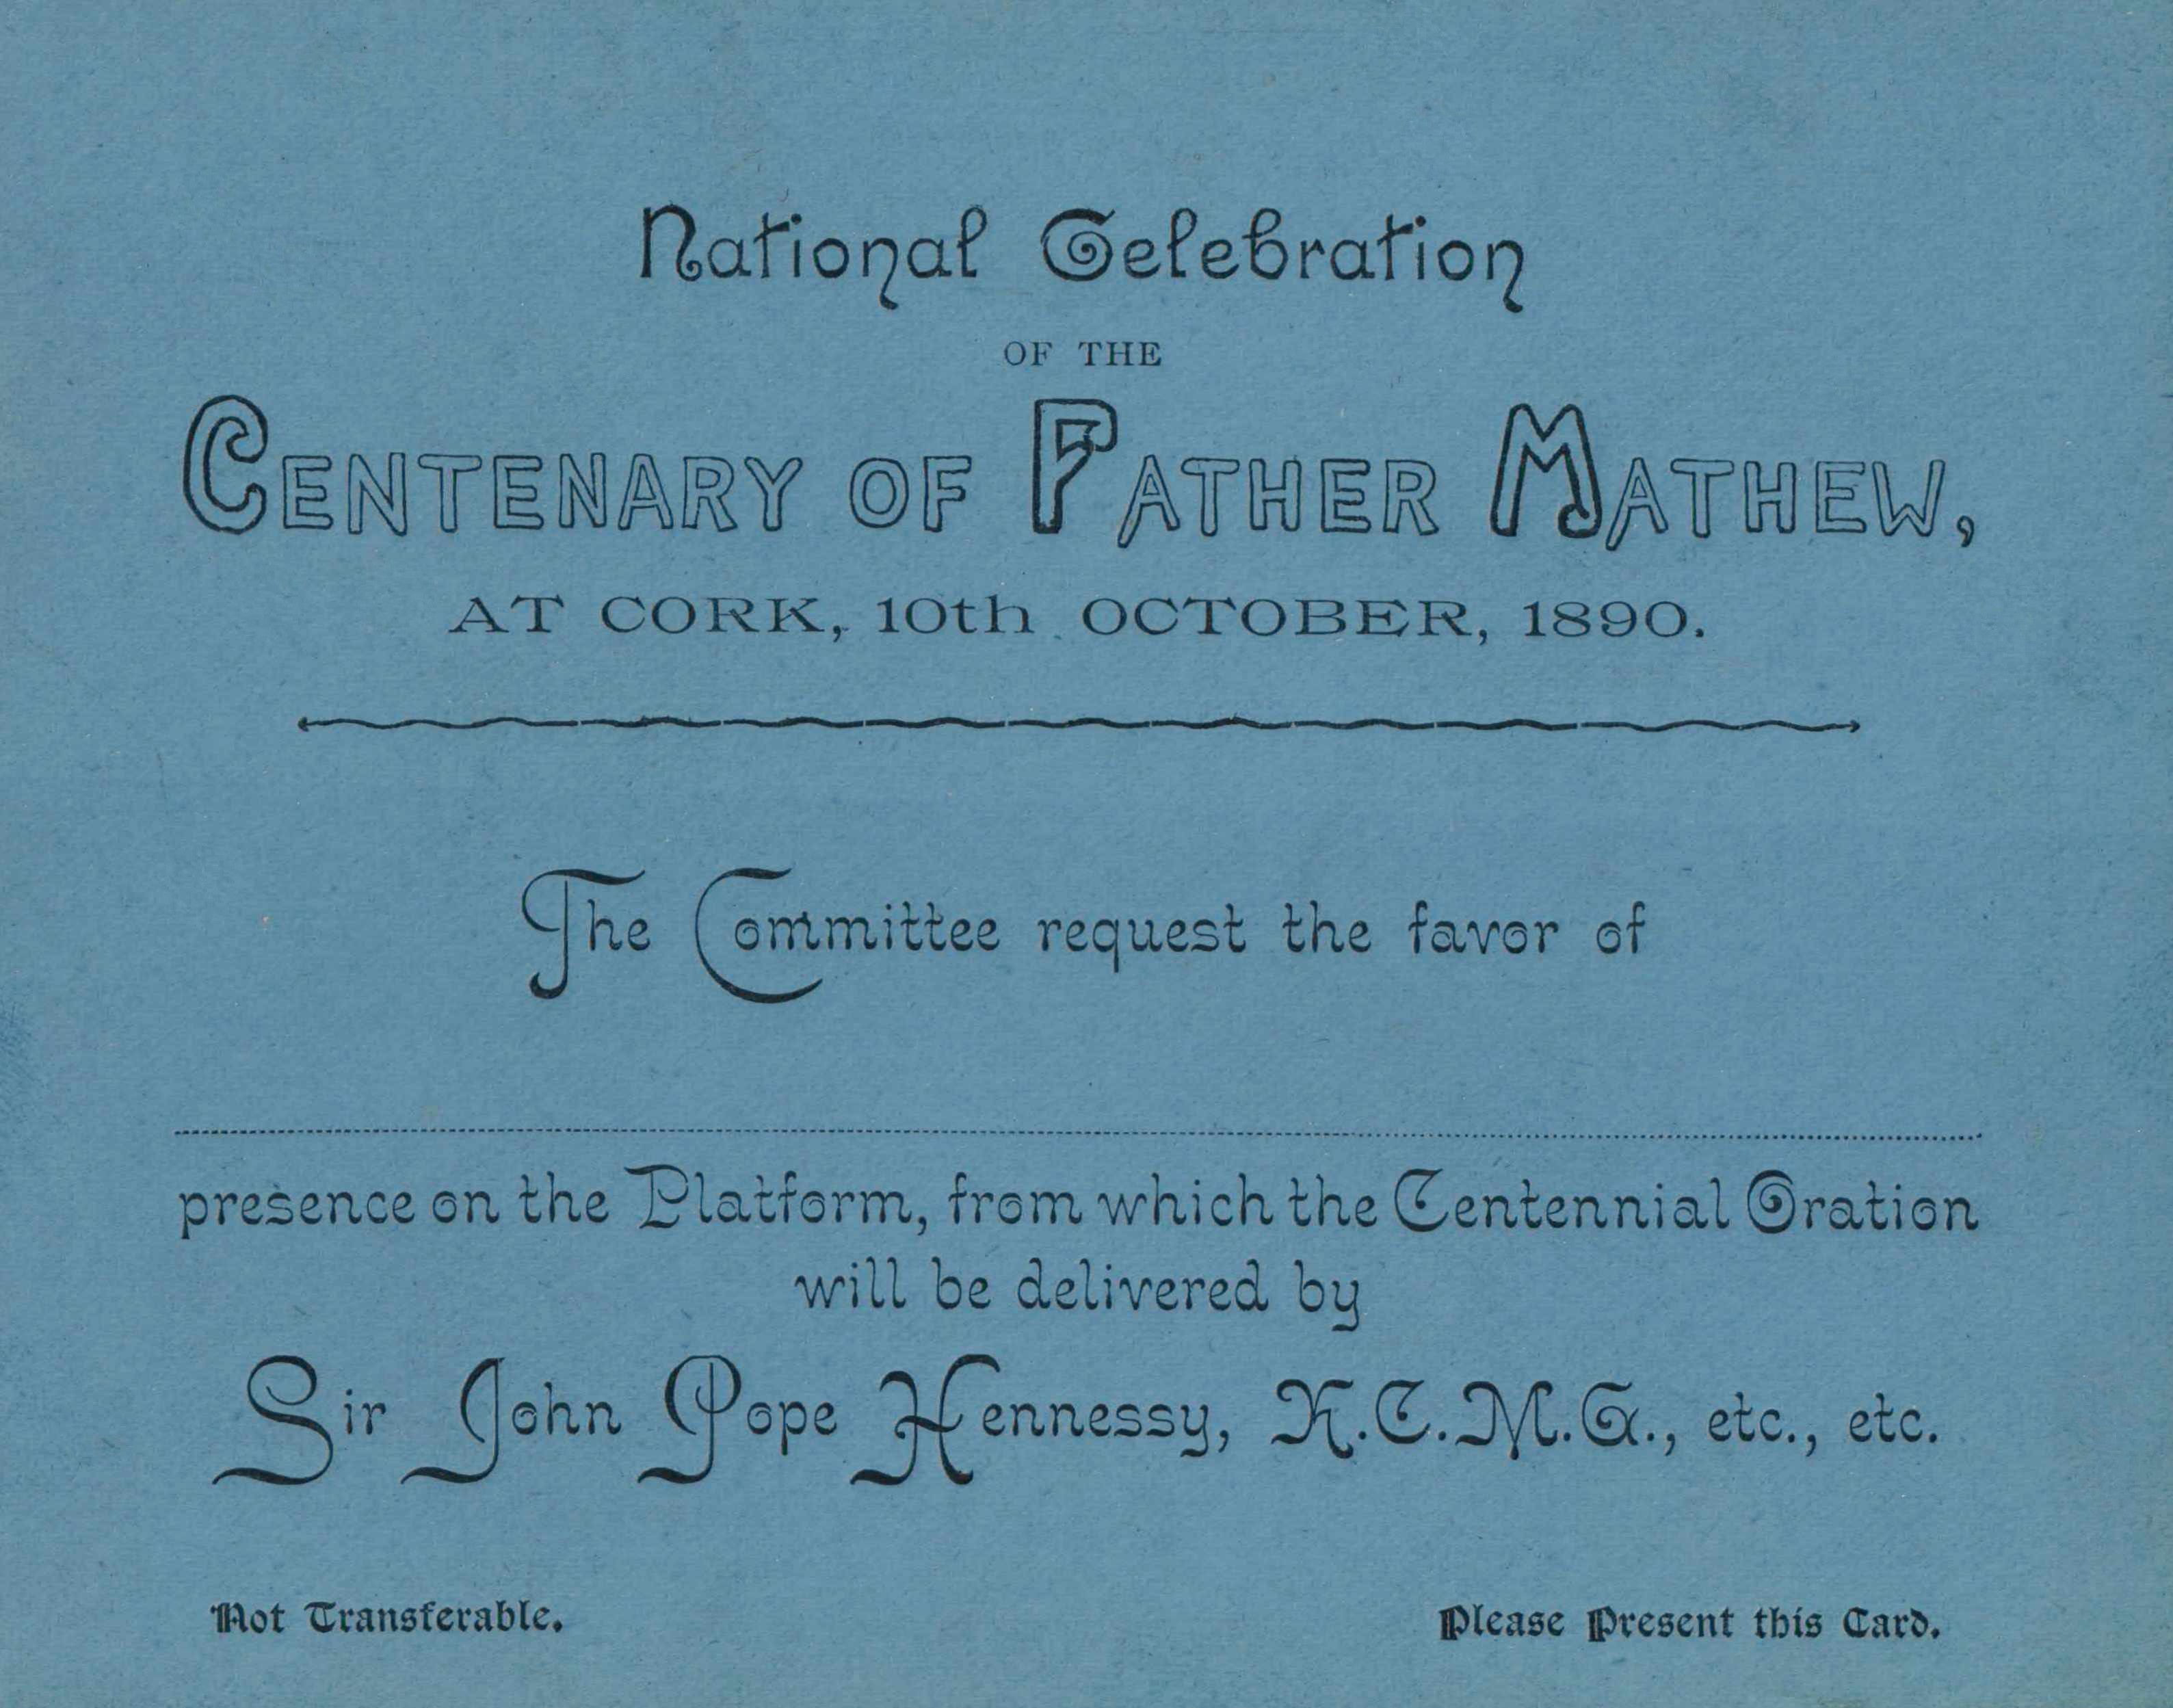 National Celebration
OF THE
CENTENARY OF FATHER MATHEW,
AT CORK, 10th OCTOBER, 1890.
The Committee request the favor of
presence on the Platform, from which the Centennial Oration
will be delivered by
Sir John Pope Hennessy, K.C.M.G., etc., etc.
Not Transferable.
Please Present this Card.